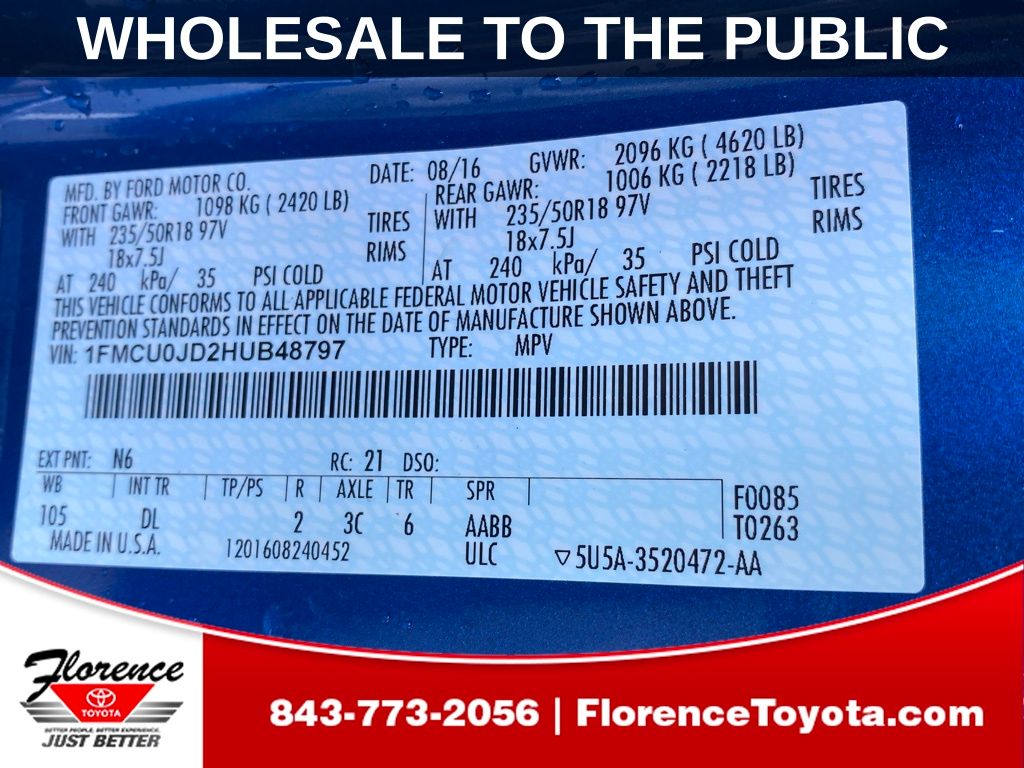 WHOLESALE TO THE PUBLIC
MFD. BY FORD MOTOR CO. DATE: 08/16 GVWR: 2096 KG ( 4620 LB)
FRONT GAWR: 1098 KG ( 2420 LB) REAR GAWR: 1006 KG ( 2218 LB)
WITH 235/50R18 97V TIRES WITH 235/50R18 97V TIRES
18x7.5J RIMS 18x7.5J RIMS
AT 240 kPa/ 35 PSI COLD AT 240 kPa/ 35 PSI COLD
THIS VEHICLE CONFORMS TO ALL APPLICABLE FEDERAL MOTOR VEHICLE SAFETY AND THEFT
PREVENTION STANDARDS IN EFFECT ON THE DATE OF MANUFACTURE SHOWN ABOVE.
VIN: 1FMCU0JD2HUB48797 TYPE: MPV
EXT PNT: N6 RC: 21 DSO:
WB INT TR TP/PS R AXLE TR SPR F0085
105 DL 2 3C 6 AABB T0263
MADE IN U.S.A. 1201608240452 ULC ▽5U5A-3520472-AA
Florence
TOYOTA
BETTER PEOPLE, BETTER EXPERIENCE,
JUST BETTER
843-773-2056 | FlorenceToyota.com